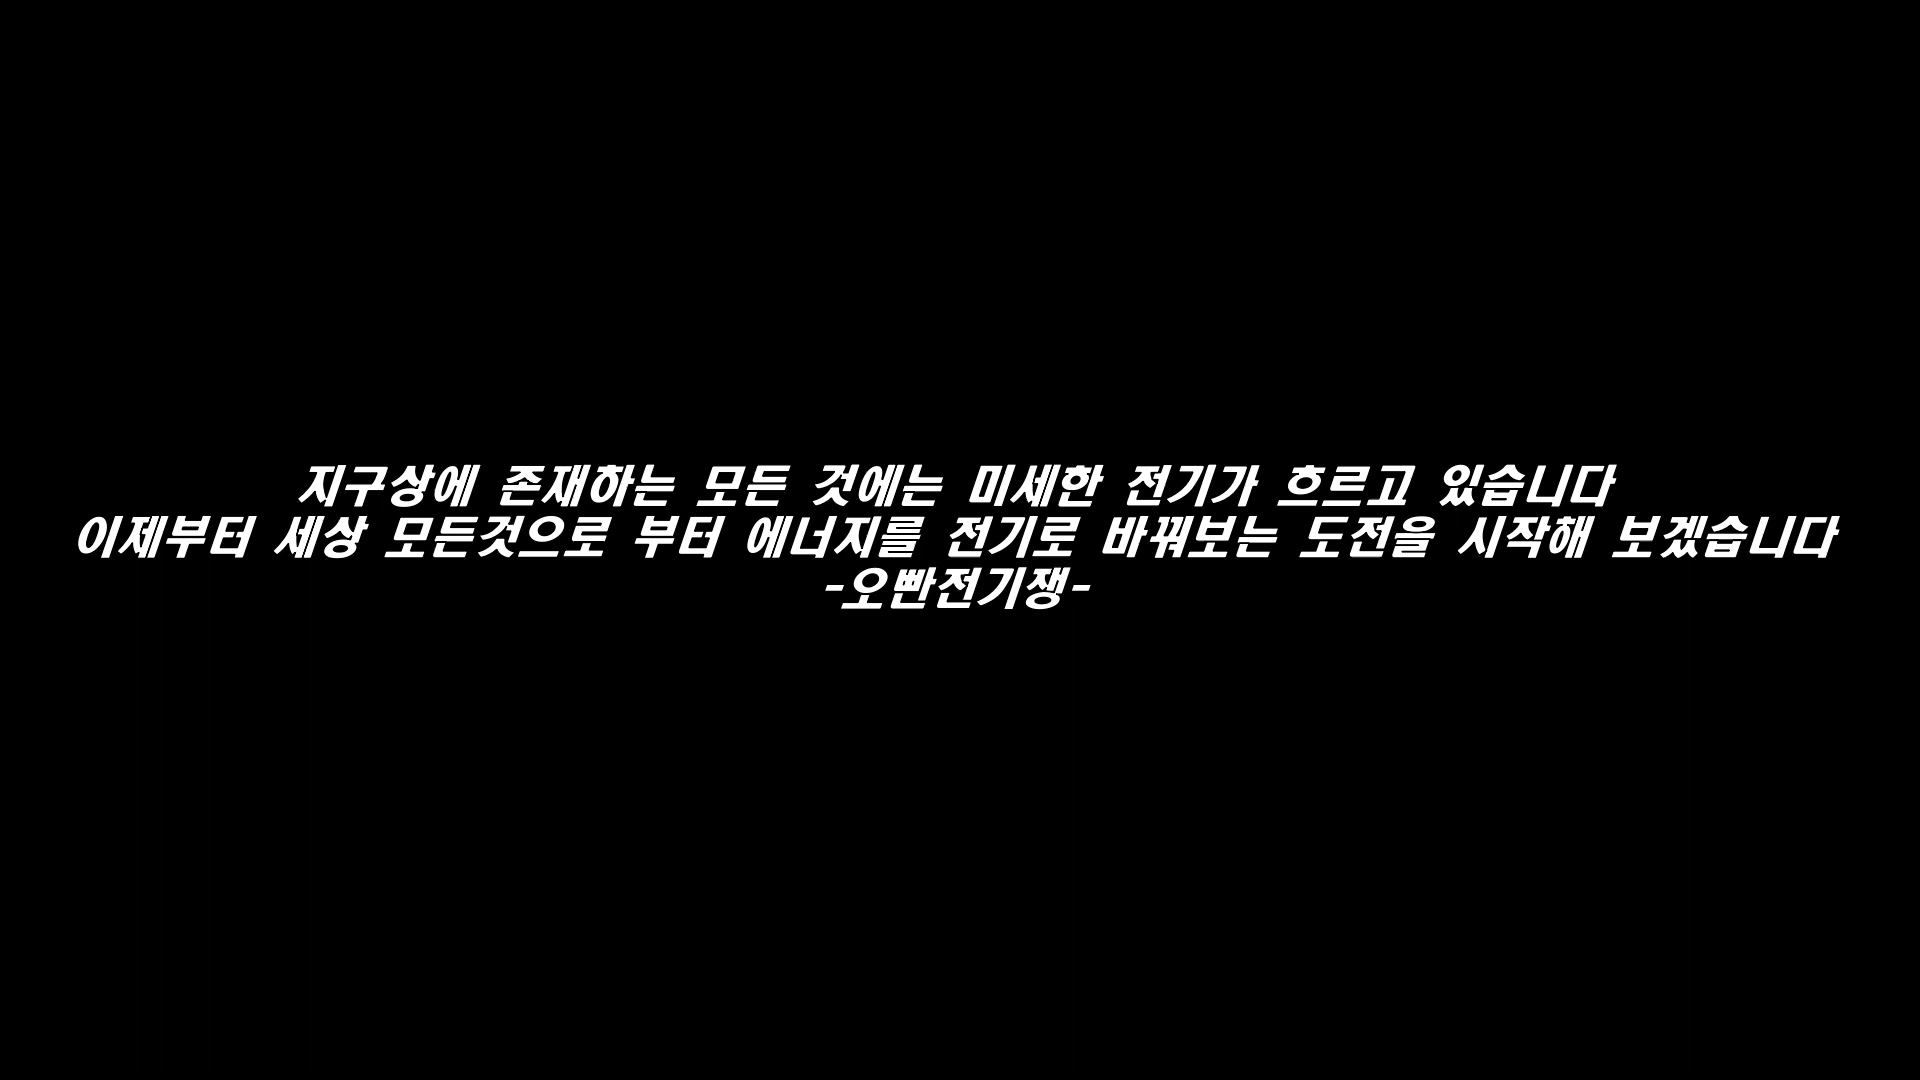 지구상에 존재하는 모든 것에는 미세한 전기가 흐르고 있습니다
이제부터 세상 모든것으로 부터 에너지를 전기로 바꿔보는 도전을 시작해 보겠습니다
-오빤전기쟁-